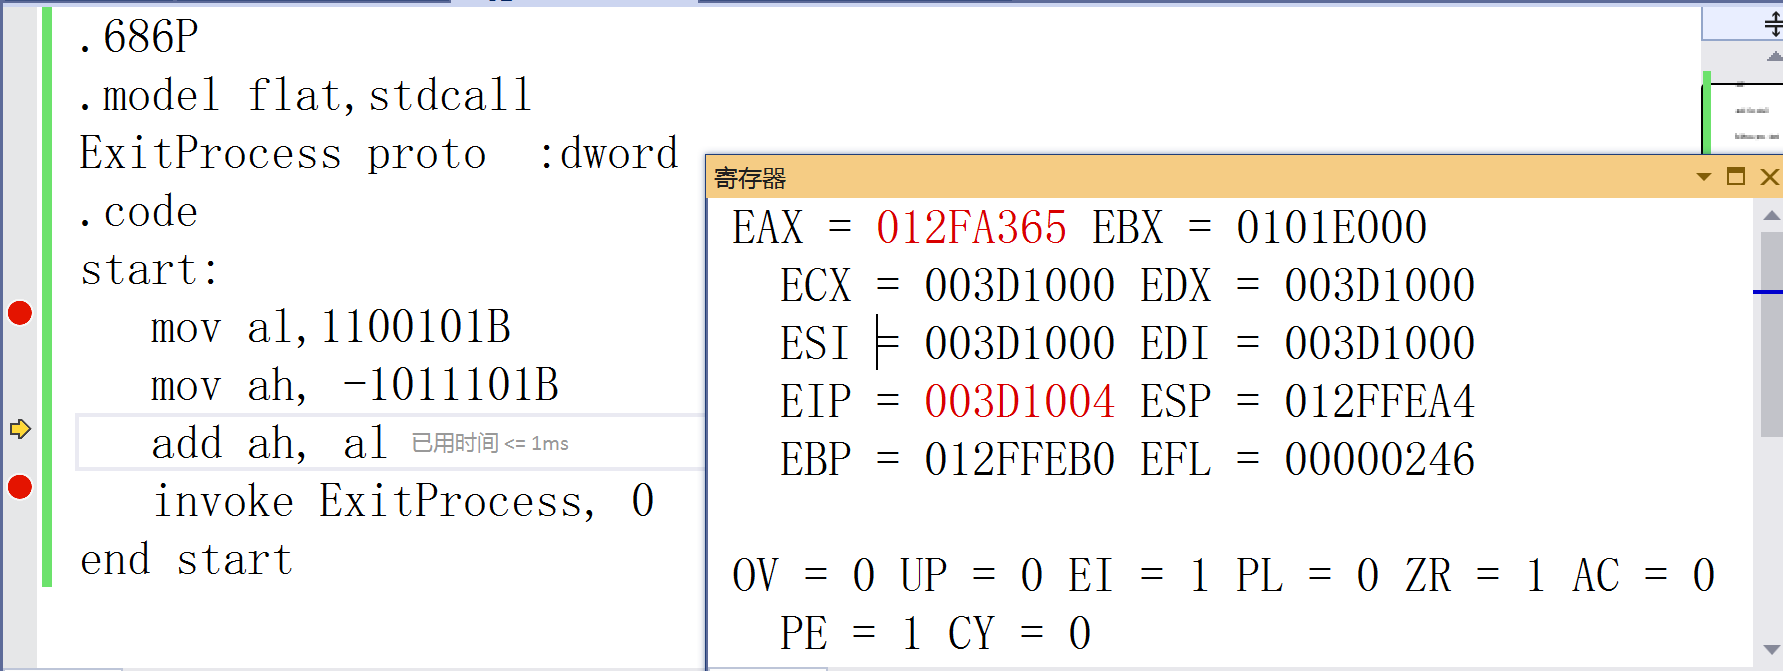 .686P
.model flat,stdcall
ExitProcess proto  :dword
.code
start:
mov al,1100101B
mov ah, -1011101B
add ah, al 已用时间 <= 1ms
invoke ExitProcess, 0
end start
寄存器
EAX = 012FA365 EBX = 0101E000
ECX = 003D1000 EDX = 003D1000
ESI = 003D1000 EDI = 003D1000
EIP = 003D1004 ESP = 012FFEA4
EBP = 012FFEB0 EFL = 00000246
OV = 0 UP = 0 EI = 1 PL = 0 ZR = 1 AC = 0
PE = 1 CY = 0